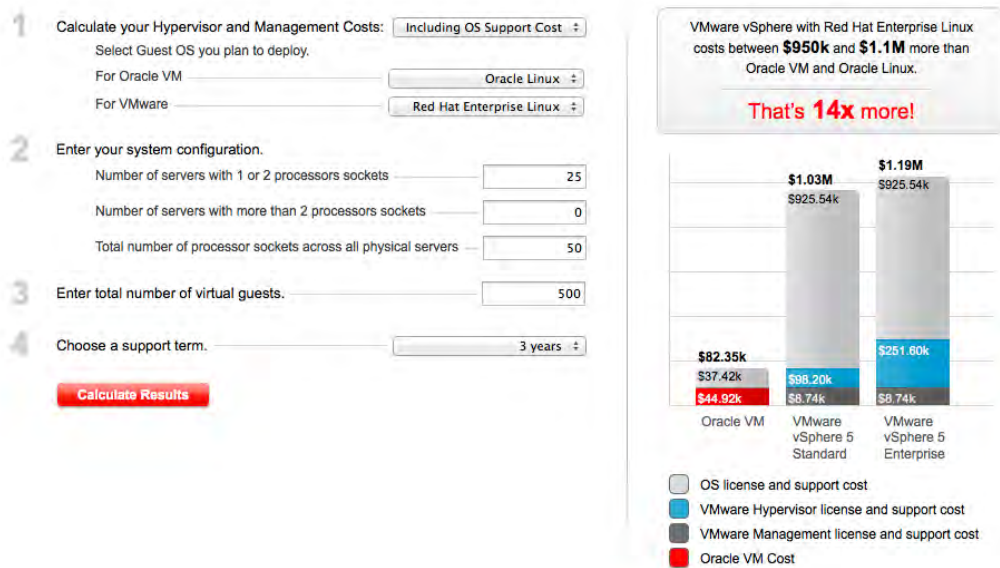 1
Calculate your Hypervisor and Management Costs: Including OS Support Cost
Select Guest OS you plan to deploy.
For Oracle VM Oracle Linux
For VMware Red Hat Enterprise Linux
2
Enter your system configuration.
Number of servers with 1 or 2 processors sockets 25
Number of servers with more than 2 processors sockets 0
Total number of processor sockets across all physical servers 50
3
Enter total number of virtual guests. 500
4
Choose a support term. 3 years
Calculate Results
VMware vSphere with Red Hat Enterprise Linux
costs between $950k and $1.1M more than
Oracle VM and Oracle Linux.
That's 14x more!
$82.35k
$37.42k
$44.92k
$1.03M
$925.54k
$98.20k
$8.74k
$1.19M
$925.54k
$251.60k
$8.74k
Oracle VM
VMware
vSphere 5
Standard
VMware
vSphere 5
Enterprise
OS license and support cost
VMware Hypervisor license and support cost
VMware Management license and support cost
Oracle VM Cost